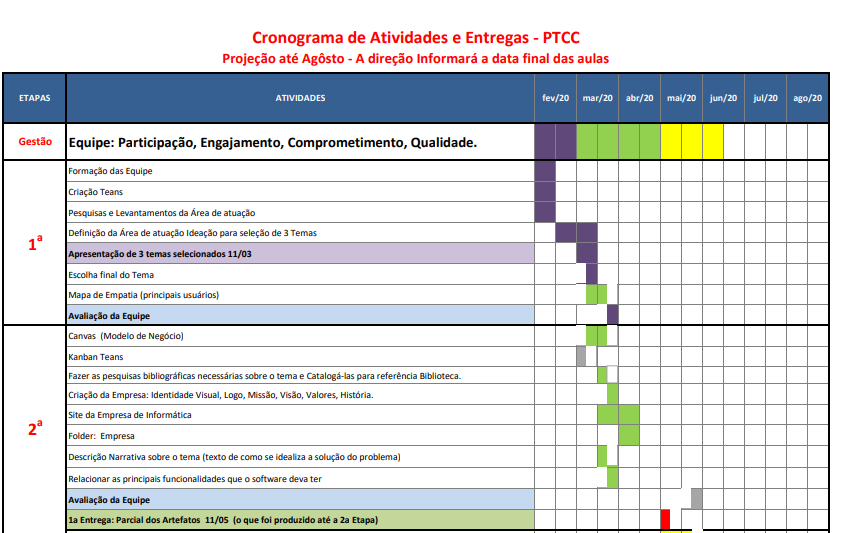 Cronograma de Atividades e Entregas - PTCC
Projeção até Agôsto - A direção Informará a data final das aulas
ETAPAS ATIVIDADES fev/20 mar/20 abr/20 mai/20 jun/20 jul/20 ago/20
Gestão Equipe: Participação, Engajamento, Comprometimento, Qualidade.
1ª
Formação das Equipe
Criação Teans
Pesquisas e Levantamentos da Área de atuação
Definição da Área de atuação Ideação para seleção de 3 Temas
Apresentação de 3 temas selecionados 11/03
Escolha final do Tema
Mapa de Empatia (principais usuários)
Avaliação da Equipe
2ª
Canvas (Modelo de Negócio)
Kanban Teans
Fazer as pesquisas bibliográficas necessárias sobre o tema e Catalogá-las para referência Biblioteca.
Criação da Empresa: Identidade Visual, Logo, Missão, Visão, Valores, História.
Site da Empresa de Informática
Folder: Empresa
Descrição Narrativa sobre o tema (texto de como se idealiza a solução do problema)
Relacionar as principais funcionalidades que o software deva ter
Avaliação da Equipe
1a Entrega: Parcial dos Artefatos 11/05 (o que foi produzido até a 2a Etapa)